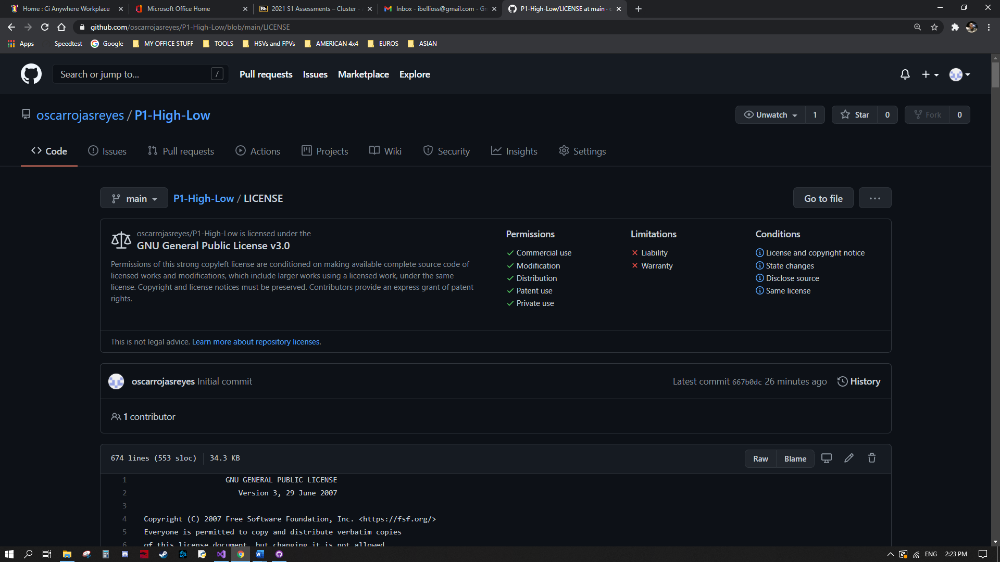 Home : Ci Anywhere Workplace
Microsoft Office Home
Bb 2021 S1 Assessments – Cluster -
Inbox - ibellioss@gmail.com - Gm
P1-High-Low/LICENSE at main ·
github.com/oscarrojasreyes/P1-High-Low/blob/main/LICENSE
Apps Speedtest Google MY OFFICE STUFF TOOLS HSVs and FPVs AMERICAN 4x4 EUROS ASIAN
Search or jump to... / Pull requests Issues Marketplace Explore
oscarrojasreyes / P1-High-Low
Unwatch 1 Star 0 Fork 0
Code Issues Pull requests Actions Projects Wiki Security Insights Settings
main P1-High-Low / LICENSE Go to file ...
oscarrojasreyes/P1-High-Low is licensed under the
GNU General Public License v3.0
Permissions of this strong copyleft license are conditioned on making available complete source code of
licensed works and modifications, which include larger works using a licensed work, under the same
license. Copyright and license notices must be preserved. Contributors provide an express grant of patent
rights.
Permissions
Commercial use
Modification
Distribution
Patent use
Private use
Limitations
Liability
Warranty
Conditions
License and copyright notice
State changes
Disclose source
Same license
This is not legal advice. Learn more about repository licenses.
oscarrojasreyes Initial commit
Latest commit 667b0dc 26 minutes ago History
1 contributor
674 lines (553 sloc) 34.3 KB
Raw Blame
1 GNU GENERAL PUBLIC LICENSE
2 Version 3, 29 June 2007
3
4 Copyright (C) 2007 Free Software Foundation, Inc. <https://fsf.org/>
5 Everyone is permitted to copy and distribute verbatim copies
6 of this license document, but changing it is not allowed
ENG 2:23 PM